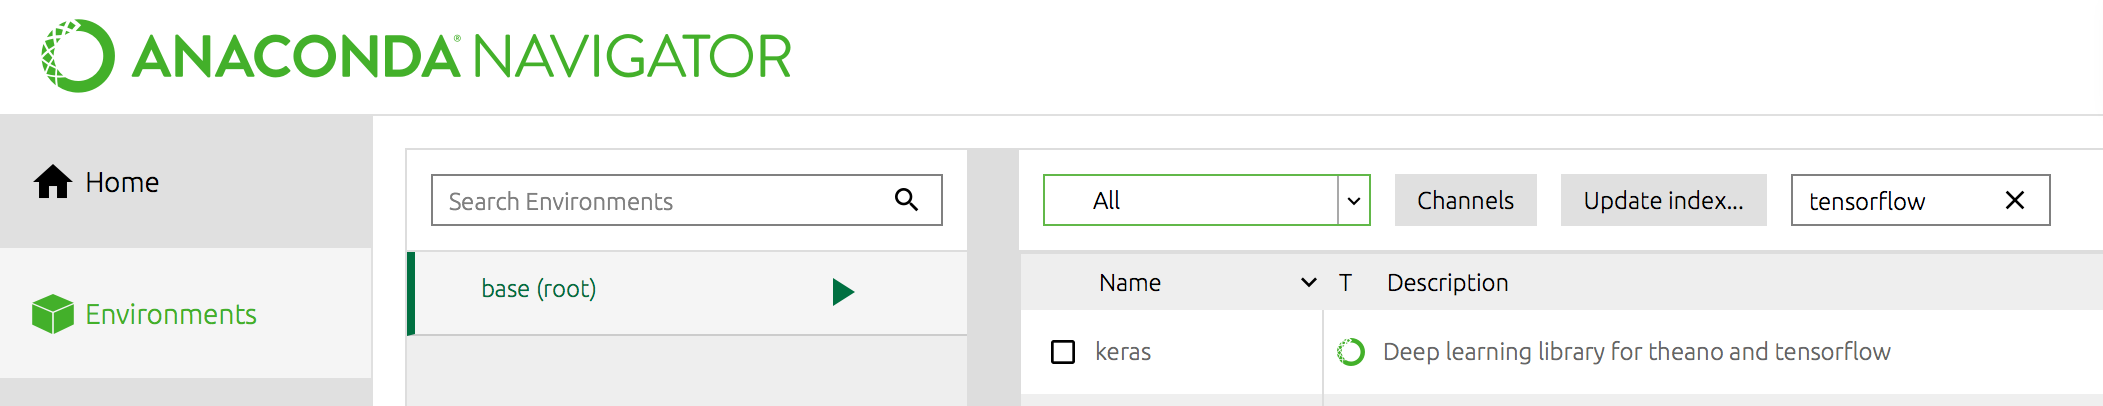 ANACONDA® NAVIGATOR
Home
Environments
Search Environments
base (root)
All
Channels
Update index...
tensorflow
Name
T
Description
keras
Deep learning library for theano and tensorflow